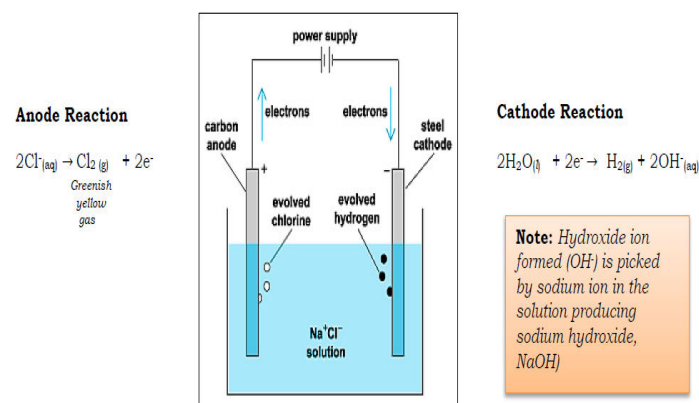 Anode Reaction
2Cl⁻(aq) → Cl₂ (g) + 2e⁻
Greenish
yellow
gas
power supply
electrons
electrons
carbon
anode
steel
cathode
+
−
evolved
chlorine
evolved
hydrogen
Na⁺Cl⁻
solution
Cathode Reaction
2H₂O(l) + 2e⁻ → H₂(g) + 2OH⁻(aq)
Note: Hydroxide ion
formed (OH-) is picked
by sodium ion in the
solution producing
sodium hydroxide,
NaOH)